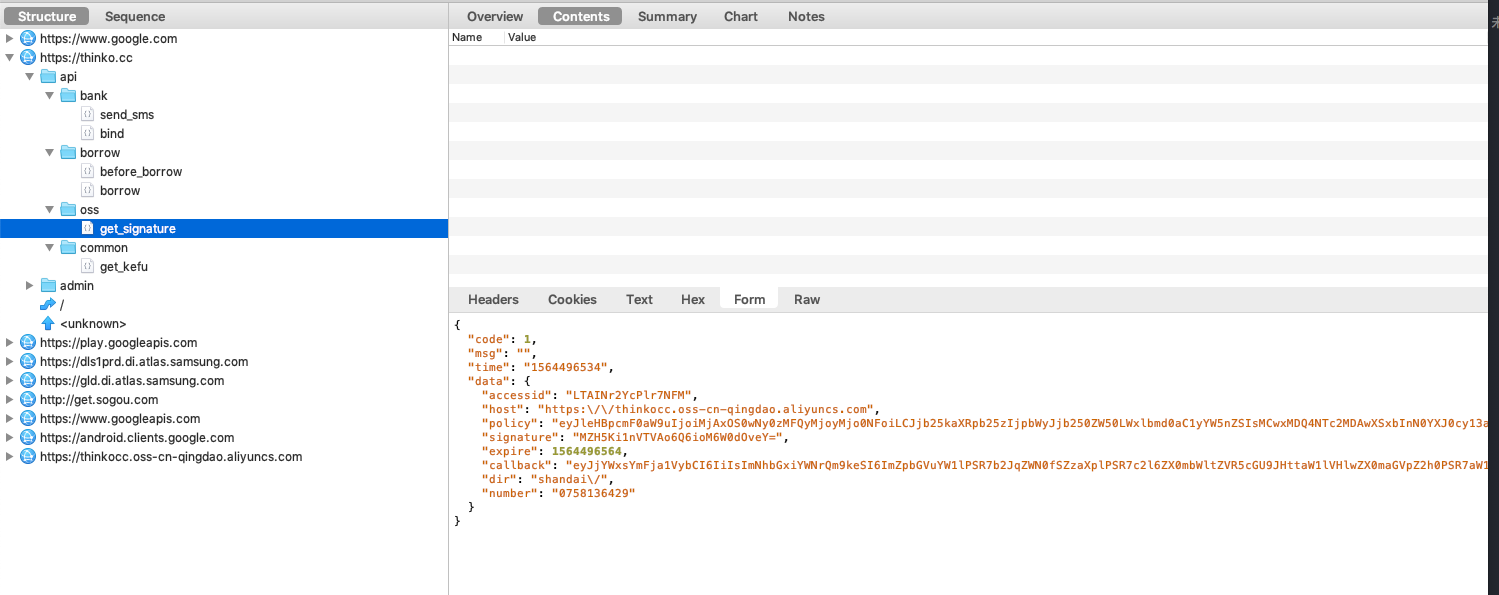 Structure Sequence
https://www.google.com
https://thinko.cc
api
bank
send_sms
bind
borrow
before_borrow
borrow
oss
get_signature
common
get_kefu
admin
/
<unknown>
https://play.googleapis.com
https://dls1prd.di.atlas.samsung.com
https://gld.di.atlas.samsung.com
http://get.sogou.com
https://www.googleapis.com
https://android.clients.google.com
https://thinkocc.oss-cn-qingdao.aliyuncs.com
Overview Contents Summary Chart Notes
Name Value
Headers Cookies Text Hex Form Raw
{
"code": 1,
"msg": "",
"time": "1564496534",
"data": {
"accessid": "LTAINr2YcPlr7NFM",
"host": "https:\/\/thinkocc.oss-cn-qingdao.aliyuncs.com",
"policy": "eyJleHBpcmF0aW9uIjoiMjAxOS0wNy0zMFQyMjoyMjo0NFoiLCJjb25kaXRpb25zIjpbWyJjb250ZW50LWxlbmd0aC1yYW5nZSIsMCwxMDQ4NTc2MDAwXSxbInN0YXJ0cy13a
"signature": "MZH5Ki1nVTVAo6Q6ioM6W0dOveY=",
"expire": 1564496564,
"callback": "eyJjYWxsYmFja1VybCI6IiIsImNhbGxiYWNrQm9keSI6ImZpbGVuYW1lPSR7b2JqZWN0fSZzaXplPSR7c2l6ZX0mbWltZVR5cGU9JHttaW1lVHlwZX0maGVpZ2h0PSR7aW1
"dir": "shandai\/",
"number": "0758136429"
}
}